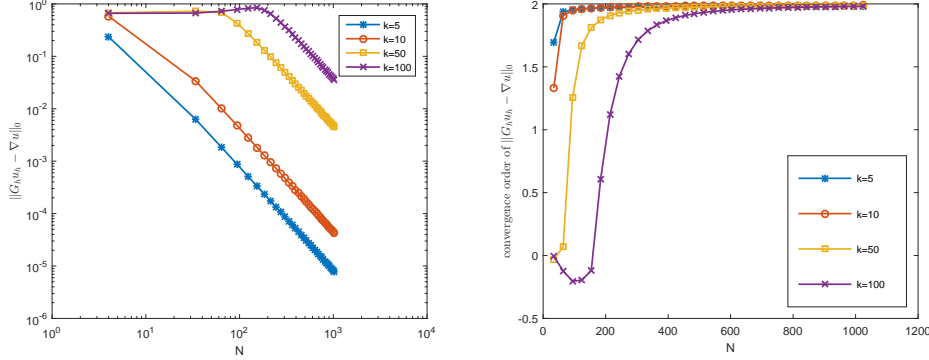 10^0
10^-1
10^-2
10^-3
10^-4
10^-5
10^-6
10^0
10^1
10^2
10^3
10^4
N
||G_h u_h − ∇u||_0
k=5
k=10
k=50
k=100
2
1.5
1
0.5
0
-0.5
0
200
400
600
800
1000
1200
N
convergence order of ||G_h u_h − ∇u||_0
k=5
k=10
k=50
k=100